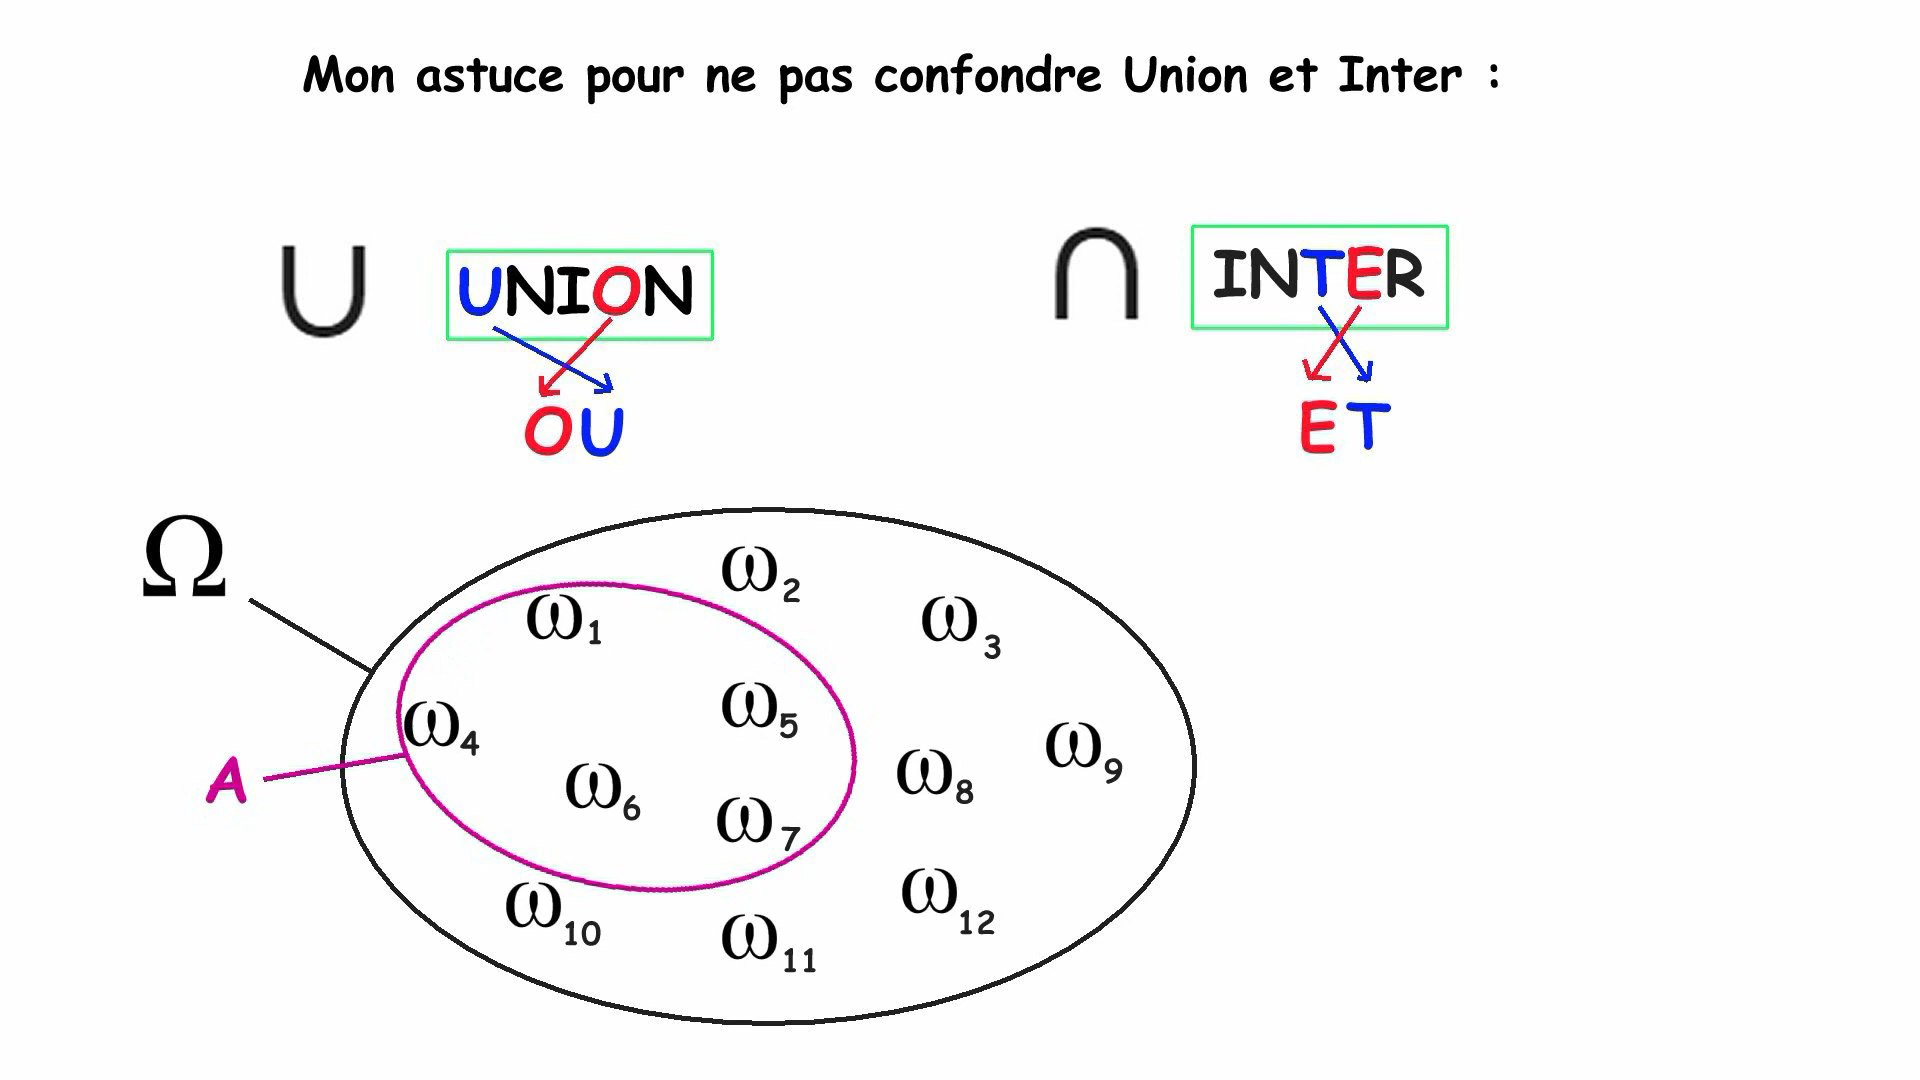 Mon astuce pour ne pas confondre Union et Inter :
∪ UNION ∩ INTER
OU ET
Ω
ω2
ω1 ω3
ω5
ω4 ω9
A ω6 ω8
ω7
ω10 ω12
ω11